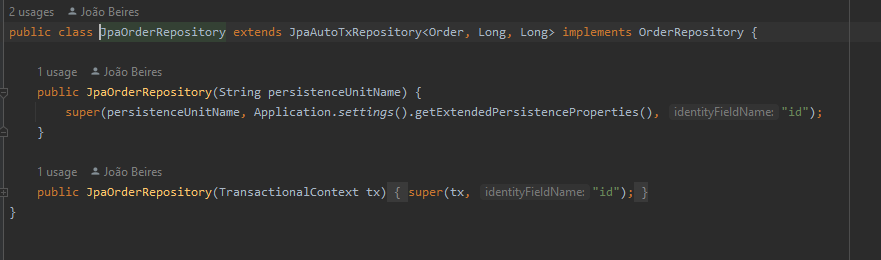 2 usages João Beires
public class JpaOrderRepository extends JpaAutoTxRepository<Order, Long, Long> implements OrderRepository {
1 usage João Beires
public JpaOrderRepository(String persistenceUnitName) {
super(persistenceUnitName, Application.settings().getExtendedPersistenceProperties(), identityFieldName: "id");
}
1 usage João Beires
public JpaOrderRepository(TransactionalContext tx) { super(tx, identityFieldName: "id"); }
}